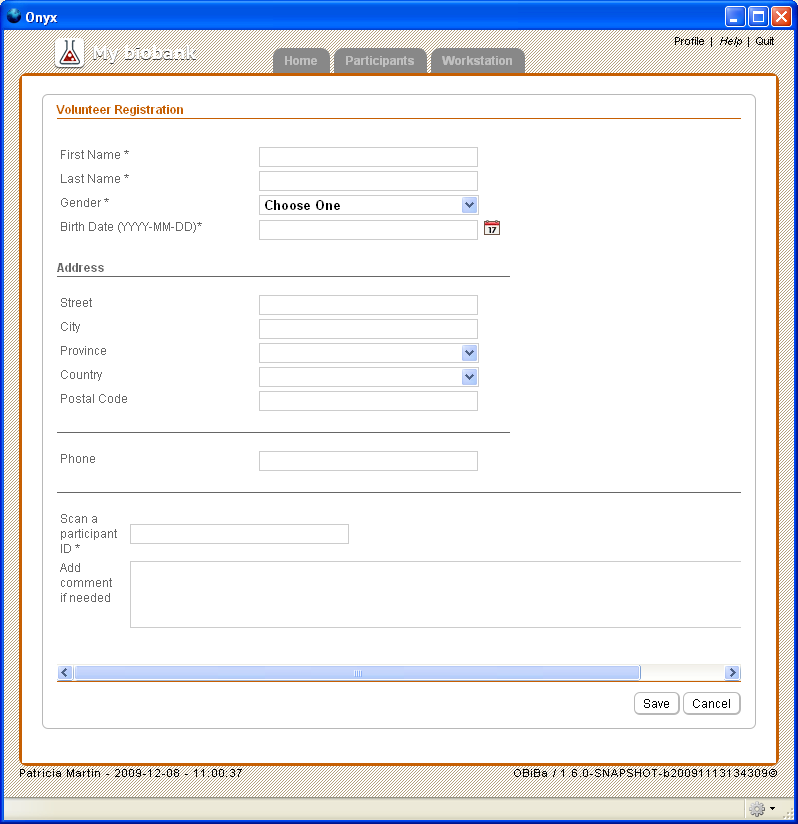 Onyx
Profile | Help | Quit
My biobank
Home Participants Workstation
Volunteer Registration
First Name *
Last Name *
Gender * Choose One
Birth Date (YYYY-MM-DD)* 17
Address
Street
City
Province
Country
Postal Code
Phone
Scan a
participant
ID *
Add
comment
if needed
Save Cancel
Patricia Martin - 2009-12-08 - 11:00:37 OBiBa / 1.6.0-SNAPSHOT-b20091113134309©